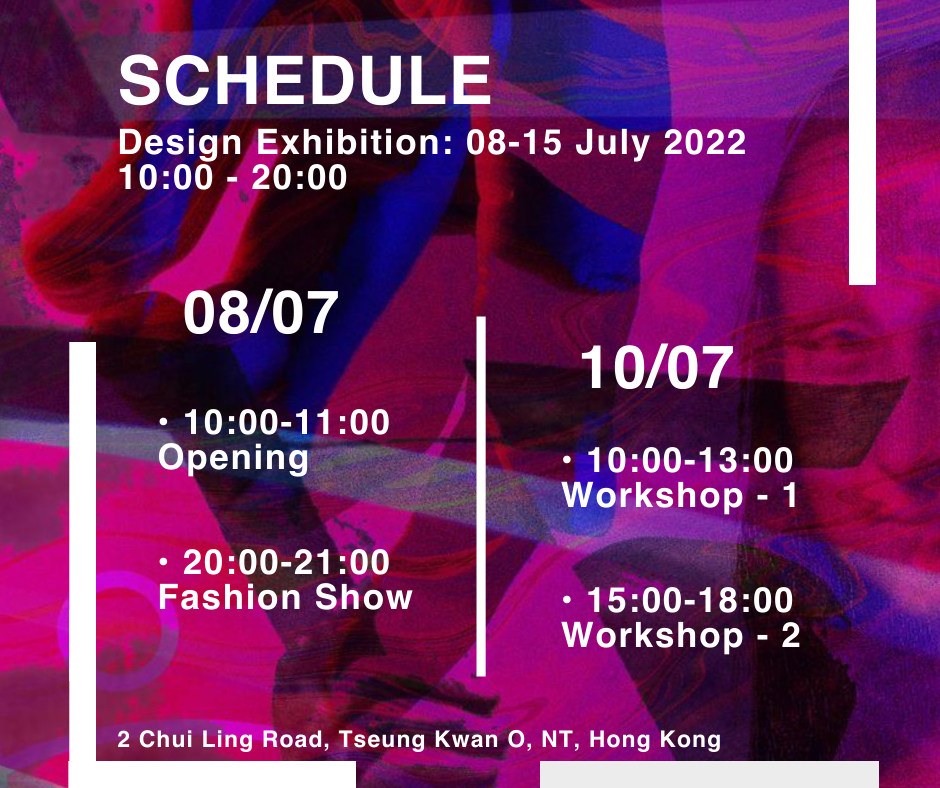 SCHEDULE
Design Exhibition: 08-15 July 2022
10:00 - 20:00
08/07
• 10:00-11:00
Opening
• 20:00-21:00
Fashion Show
10/07
• 10:00-13:00
Workshop - 1
• 15:00-18:00
Workshop - 2
2 Chui Ling Road, Tseung Kwan O, NT, Hong Kong